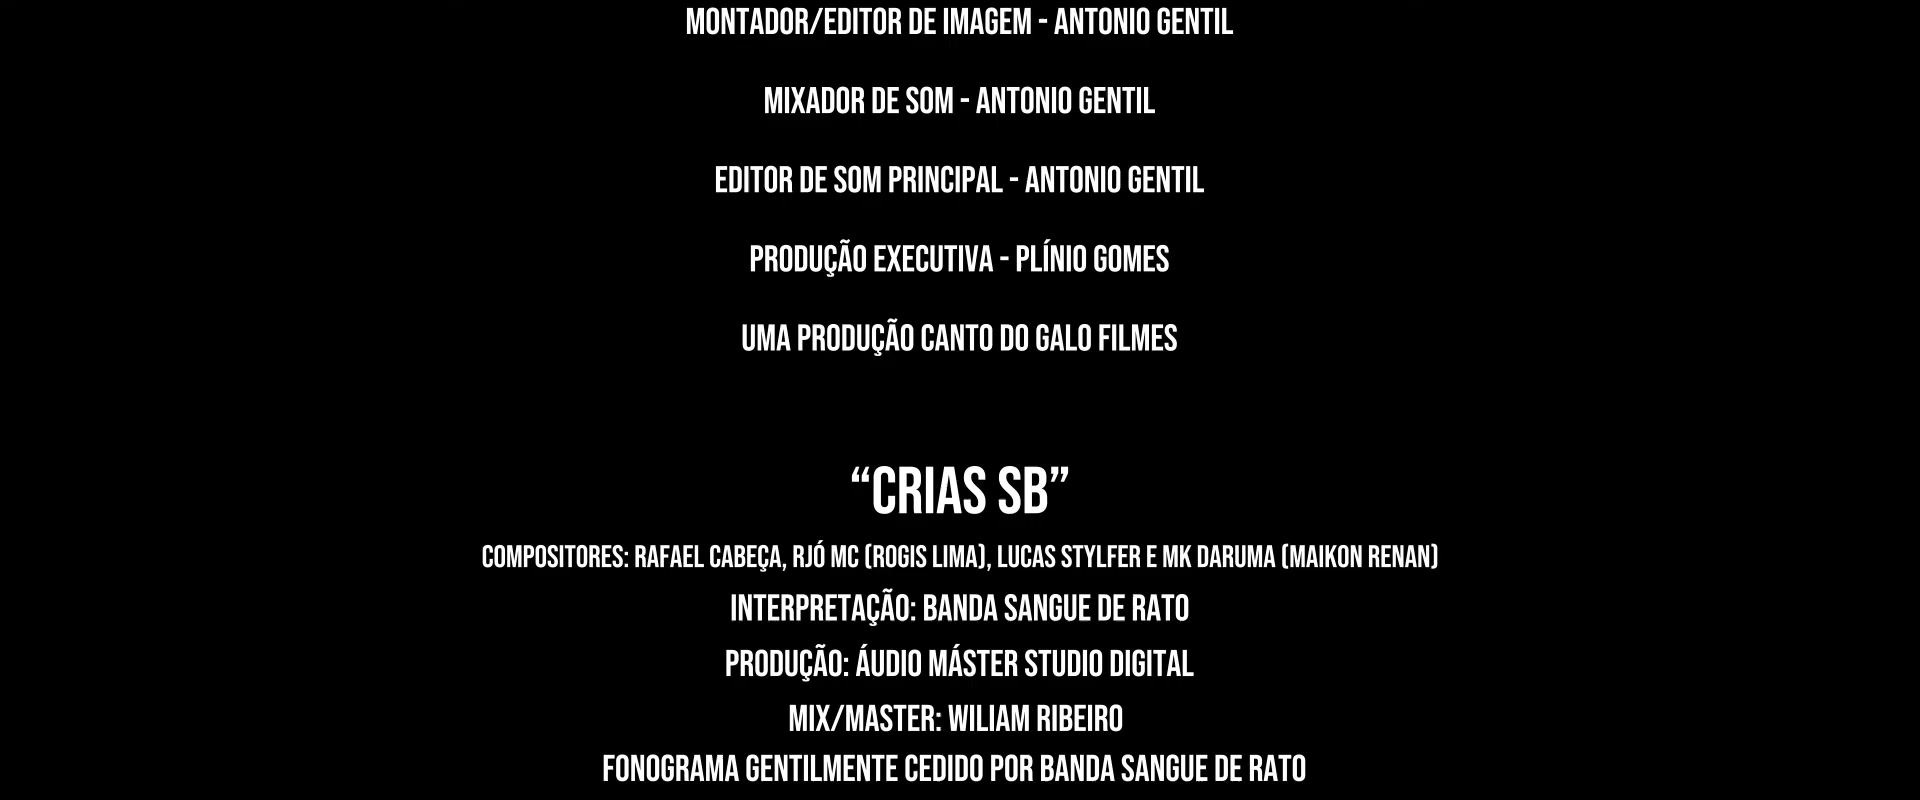 MONTADOR/EDITOR DE IMAGEM - ANTONIO GENTIL
MIXADOR DE SOM - ANTONIO GENTIL
EDITOR DE SOM PRINCIPAL - ANTONIO GENTIL
PRODUÇÃO EXECUTIVA - PLÍNIO GOMES
UMA PRODUÇÃO CANTO DO GALO FILMES
“CRIAS SB”
COMPOSITORES: RAFAEL CABEÇA, RJÓ MC (ROGIS LIMA), LUCAS STYLFER E MK DARUMA (MAIKON RENAN)
INTERPRETAÇÃO: BANDA SANGUE DE RATO
PRODUÇÃO: ÁUDIO MÁSTER STUDIO DIGITAL
MIX/MASTER: WILIAM RIBEIRO
FONOGRAMA GENTILMENTE CEDIDO POR BANDA SANGUE DE RATO